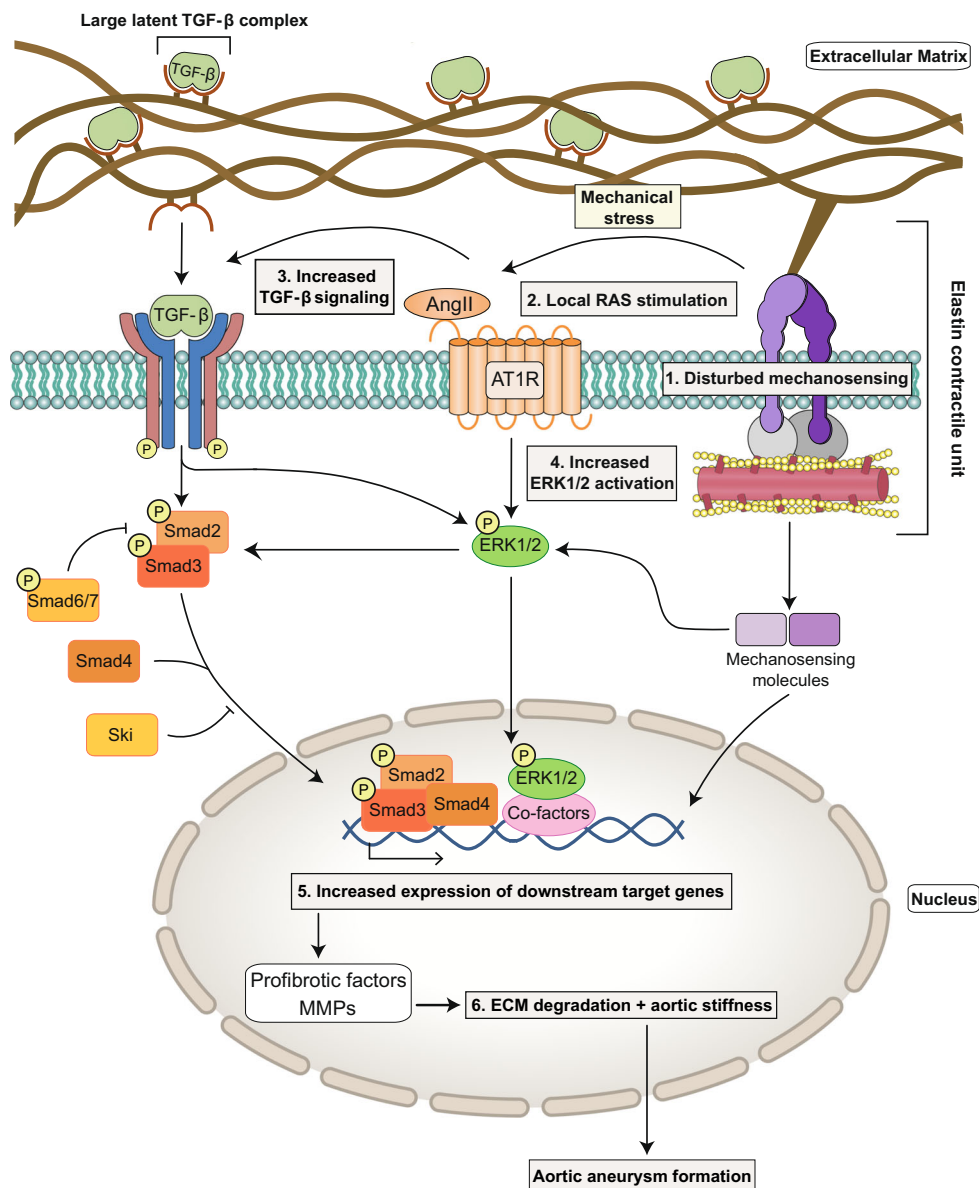 Large latent TGF-β complex
TGF-β
Extracellular Matrix
Mechanical
stress
3. Increased
TGF-β signaling
AngII
2. Local RAS stimulation
TGF-β
AT1R
1. Disturbed mechanosensing
Elastin contractile unit
P
P
4. Increased
ERK1/2 activation
P
Smad2
P
Smad3
P
ERK1/2
P
Smad6/7
Smad4
Mechanosensing
molecules
Ski
P
Smad2
P
Smad3
Smad4
P
ERK1/2
Co-factors
5. Increased expression of downstream target genes
Nucleus
Profibrotic factors
MMPs
6. ECM degradation + aortic stiffness
Aortic aneurysm formation